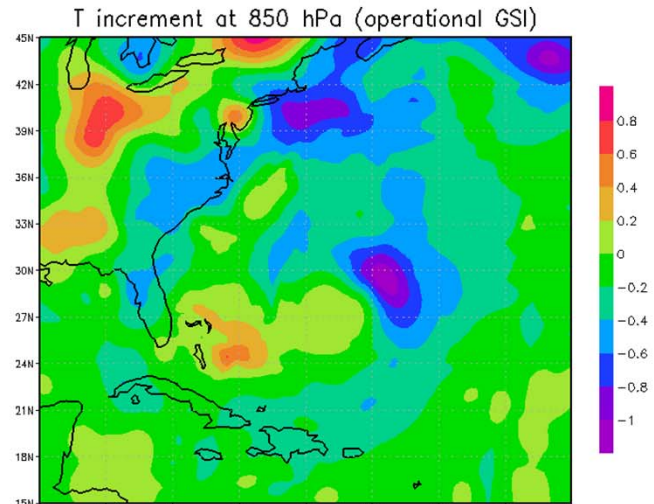 T increment at 850 hPa (operational GSI)
45N
42N
39N
36N
33N
30N
27N
24N
21N
18N
15N
0.8
0.6
0.4
0.2
0
−0.2
−0.4
−0.6
−0.8
−1